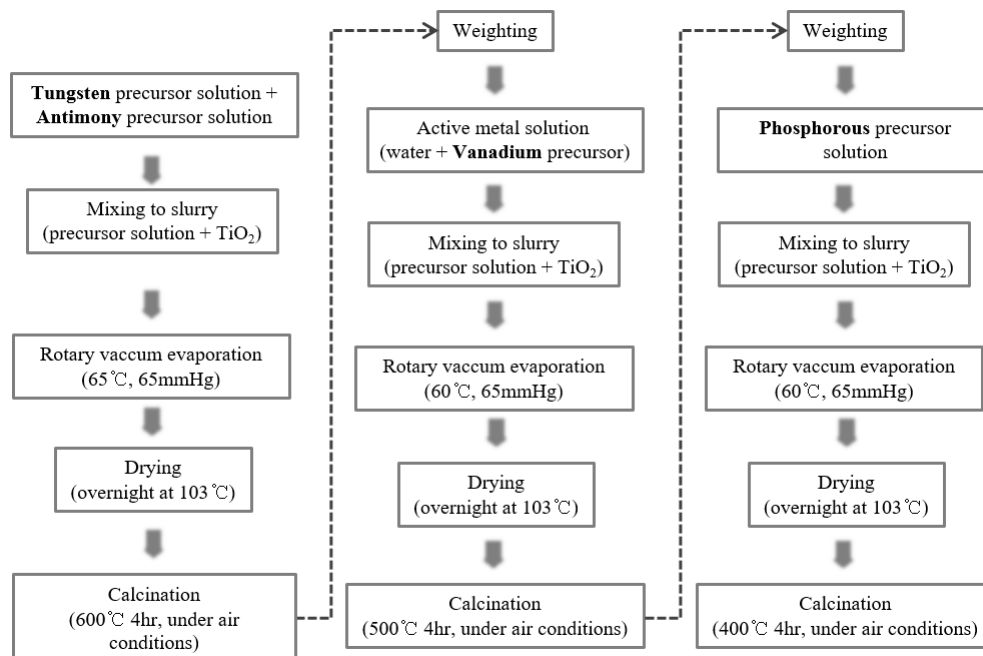 Tungsten precursor solution +
Antimony precursor solution
Mixing to slurry
(precursor solution + TiO₂)
Rotary vaccum evaporation
(65℃, 65mmHg)
Drying
(overnight at 103℃)
Calcination
(600℃ 4hr, under air
conditions)
Weighting
Active metal solution
(water + Vanadium precursor)
Mixing to slurry
(precursor solution + TiO₂)
Rotary vaccum evaporation
(60℃, 65mmHg)
Drying
(overnight at 103℃)
Calcination
(500℃ 4hr, under air conditions)
Weighting
Phosphorous precursor
solution
Mixing to slurry
(precursor solution + TiO₂)
Rotary vaccum evaporation
(60℃, 65mmHg)
Drying
(overnight at 103℃)
Calcination
(400℃ 4hr, under air conditions)